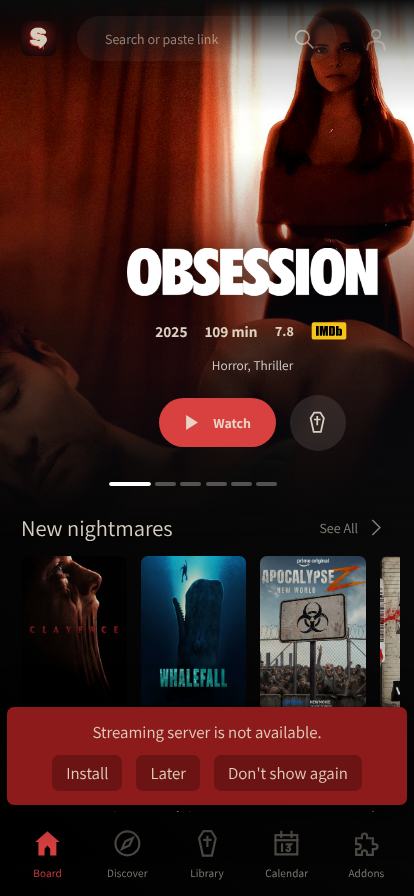 S
Search or paste link
OBSESSION
2025 109 min 7.8 IMDb
Horror, Thriller
Watch
New nightmares
See All
CLAYFACE
WHALEFALL
prime original
APOCALYPSE Z
NEW WORLD
Streaming server is not available.
Install
Later
Don't show again
13
Board
Discover
Library
Calendar
Addons